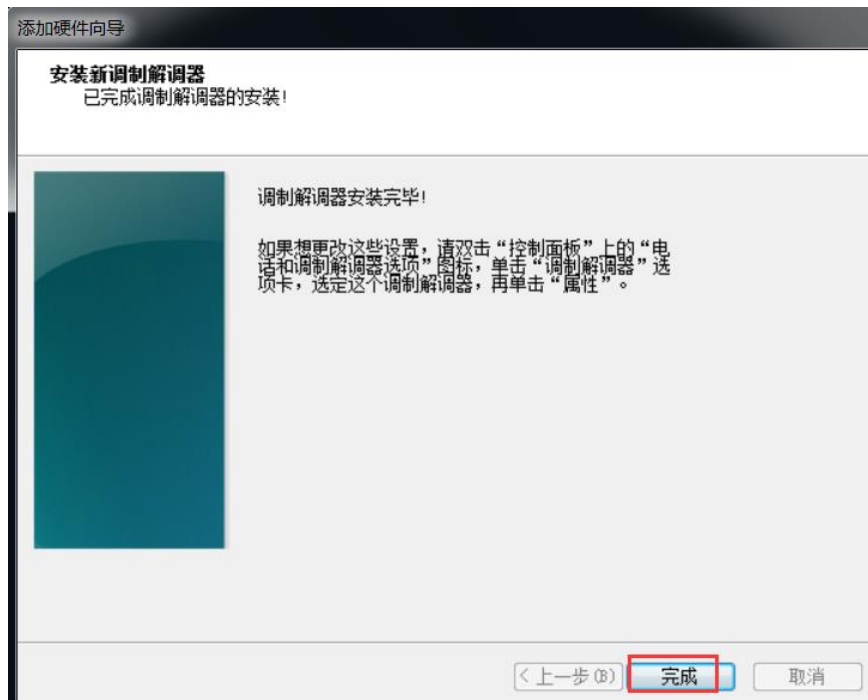 添加硬件向导
安装新调制解调器
已完成调制解调器的安装!
调制解调器安装完毕!
如果想更改这些设置，请双击“控制面板”上的“电
话和调制解调器选项”图标，单击“调制解调器”选
项卡，选定这个调制解调器，再单击“属性”。
<上一步(B) 完成 取消